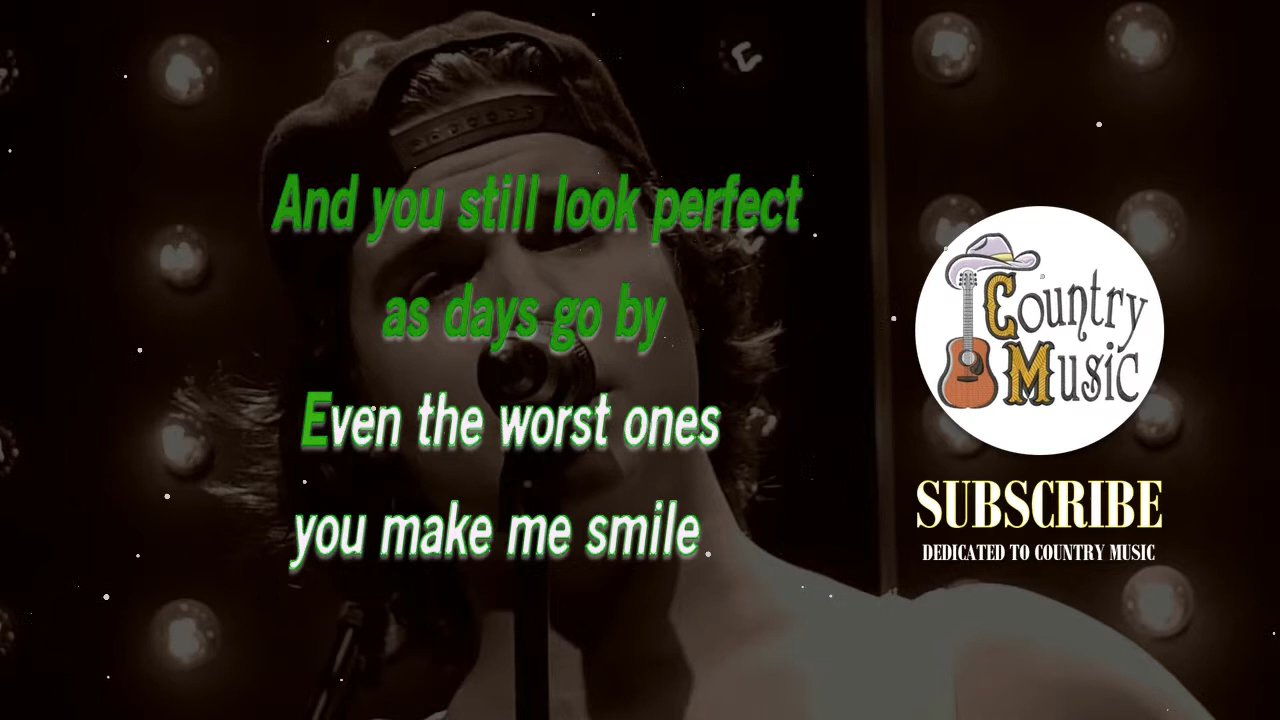 And you still look perfect
as days go by
Even the worst ones
you make me smile
Country
Music
SUBSCRIBE
DEDICATED TO COUNTRY MUSIC